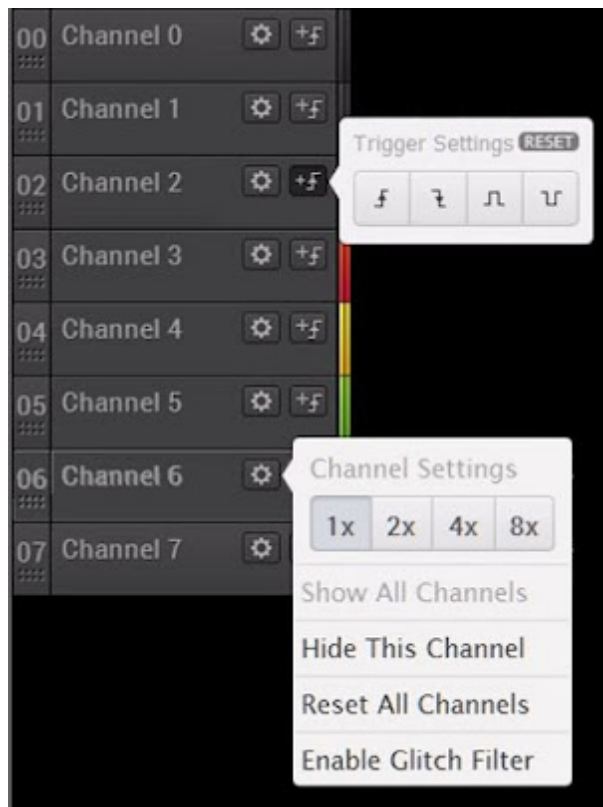 00 Channel 0
01 Channel 1
Trigger Settings RESET
02 Channel 2
03 Channel 3
04 Channel 4
05 Channel 5
06 Channel 6
Channel Settings
1x 2x 4x 8x
07 Channel 7
Show All Channels
Hide This Channel
Reset All Channels
Enable Glitch Filter